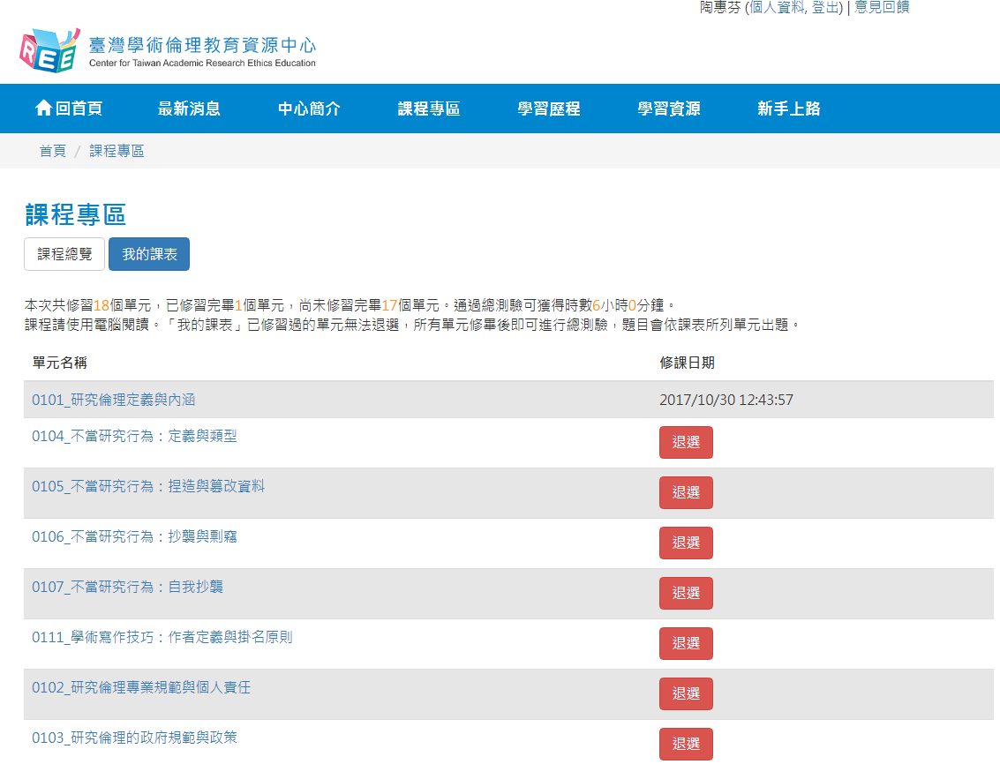 陶惠芬 (個人資料, 登出) | 意見回饋
REE
臺灣學術倫理教育資源中心
Center for Taiwan Academic Research Ethics Education
回首頁 最新消息 中心簡介 課程專區 學習歷程 學習資源 新手上路
首頁 / 課程專區
課程專區
課程總覽 我的課表
本次共修習18個單元，已修習完畢1個單元，尚未修習完畢17個單元。通過總測驗可獲得時數6小時0分鐘。
課程請使用電腦閱讀。「我的課表」已修習過的單元無法退選，所有單元修畢後即可進行總測驗，題目會依課表所列單元出題。
單元名稱 修課日期
0101_研究倫理定義與內涵 2017/10/30 12:43:57
0104_不當研究行為：定義與類型 退選
0105_不當研究行為：捏造與篡改資料 退選
0106_不當研究行為：抄襲與剽竊 退選
0107_不當研究行為：自我抄襲 退選
0111_學術寫作技巧：作者定義與掛名原則 退選
0102_研究倫理專業規範與個人責任 退選
0103_研究倫理的政府規範與政策 退選